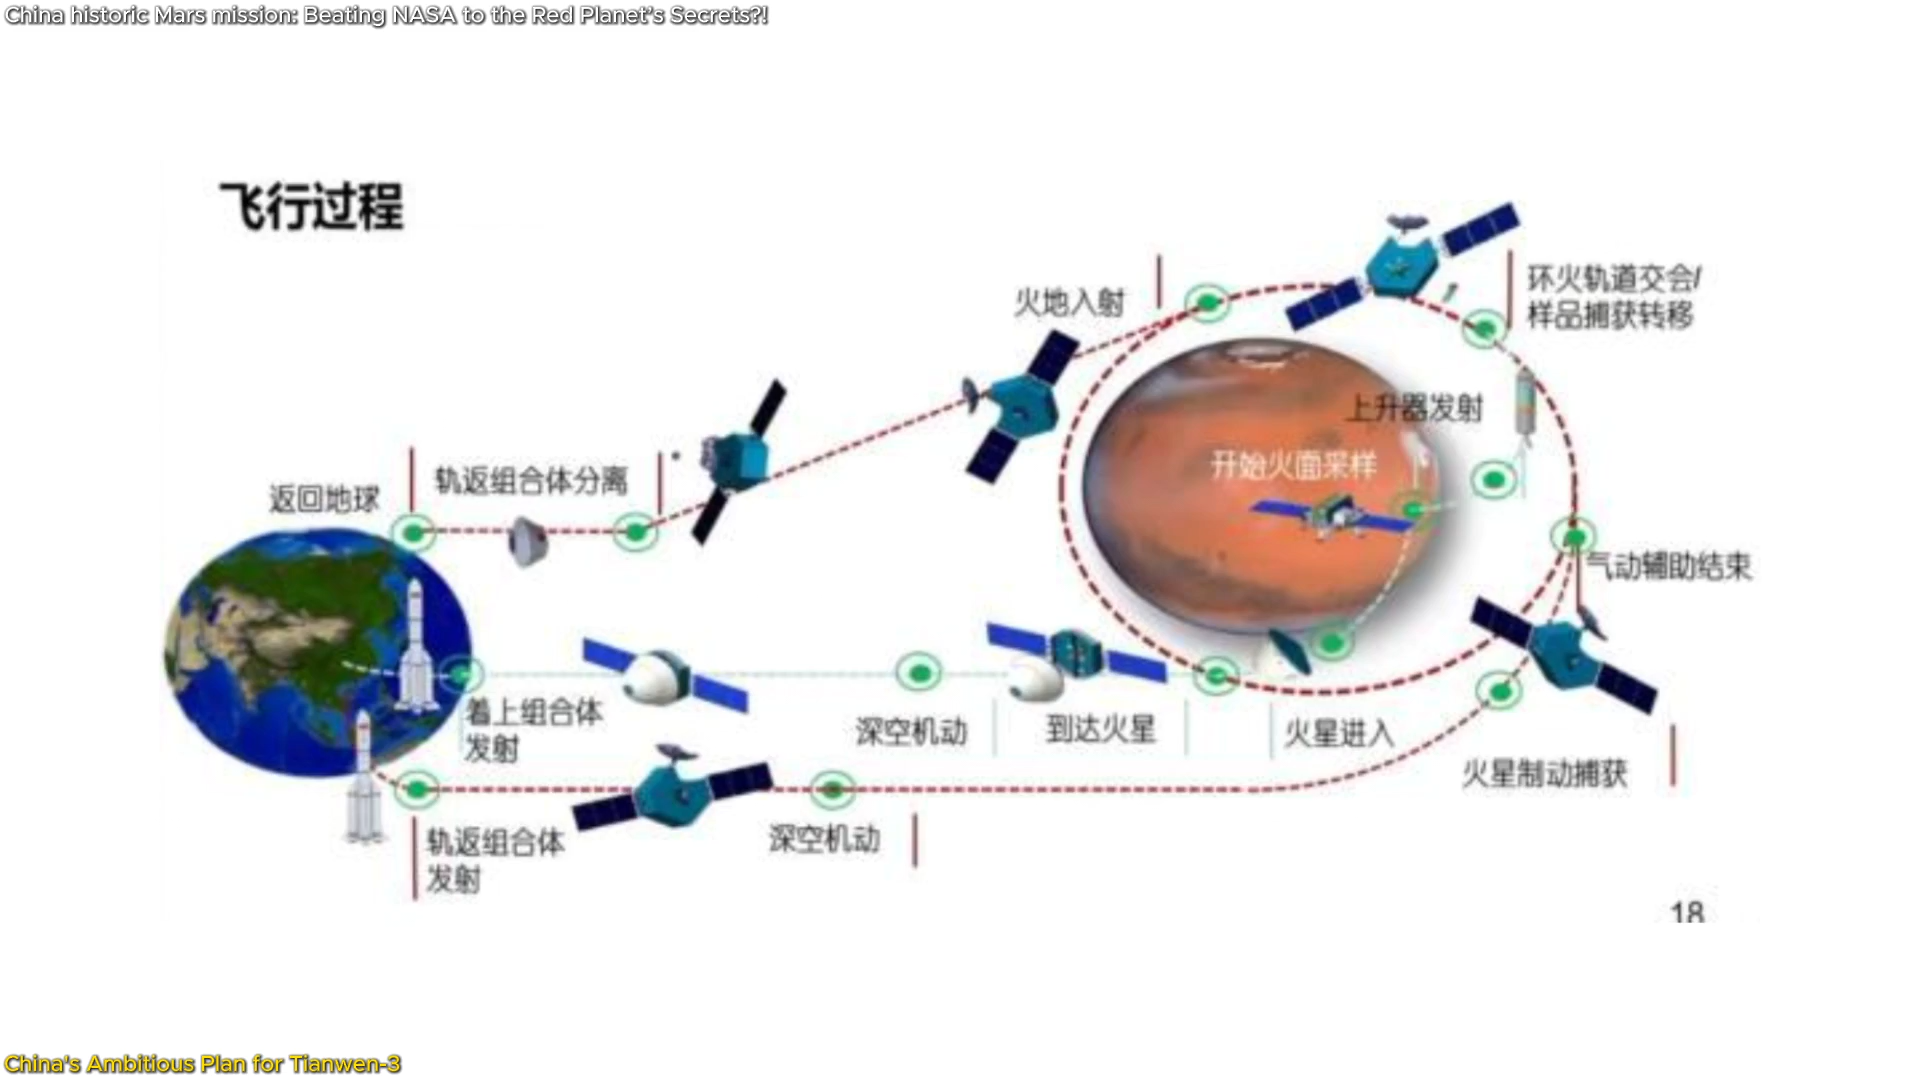 China historic Mars mission: Beating NASA to the Red Planet's Secrets?!
飞行过程
环火轨道交会/
样品捕获转移
火地入射
上升器发射
开始火面采样
轨返组合体分离
返回地球
气动辅助结束
着上组合体
发射
深空机动
到达火星
火星进入
火星制动捕获
轨返组合体
发射
深空机动
18
China's Ambitious Plan for Tianwen-3